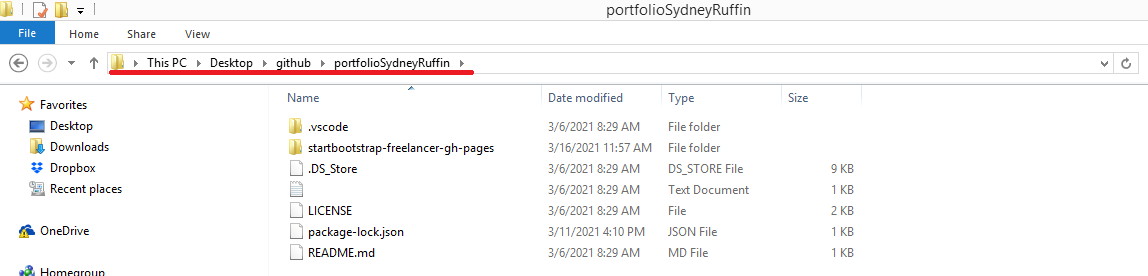 portfolioSydneyRuffin
File Home Share View
This PC Desktop github portfolioSydneyRuffin
Name Date modified Type Size
Favorites
Desktop
Downloads
Dropbox
Recent places
OneDrive
Homegroup
.vscode 3/6/2021 8:29 AM File folder
startbootstrap-freelancer-gh-pages 3/16/2021 11:57 AM File folder
.DS_Store 3/6/2021 8:29 AM DS_STORE File 9 KB
3/6/2021 8:29 AM Text Document 1 KB
LICENSE 3/6/2021 8:29 AM File 2 KB
package-lock.json 3/11/2021 4:10 PM JSON File 1 KB
README.md 3/6/2021 8:29 AM MD File 1 KB